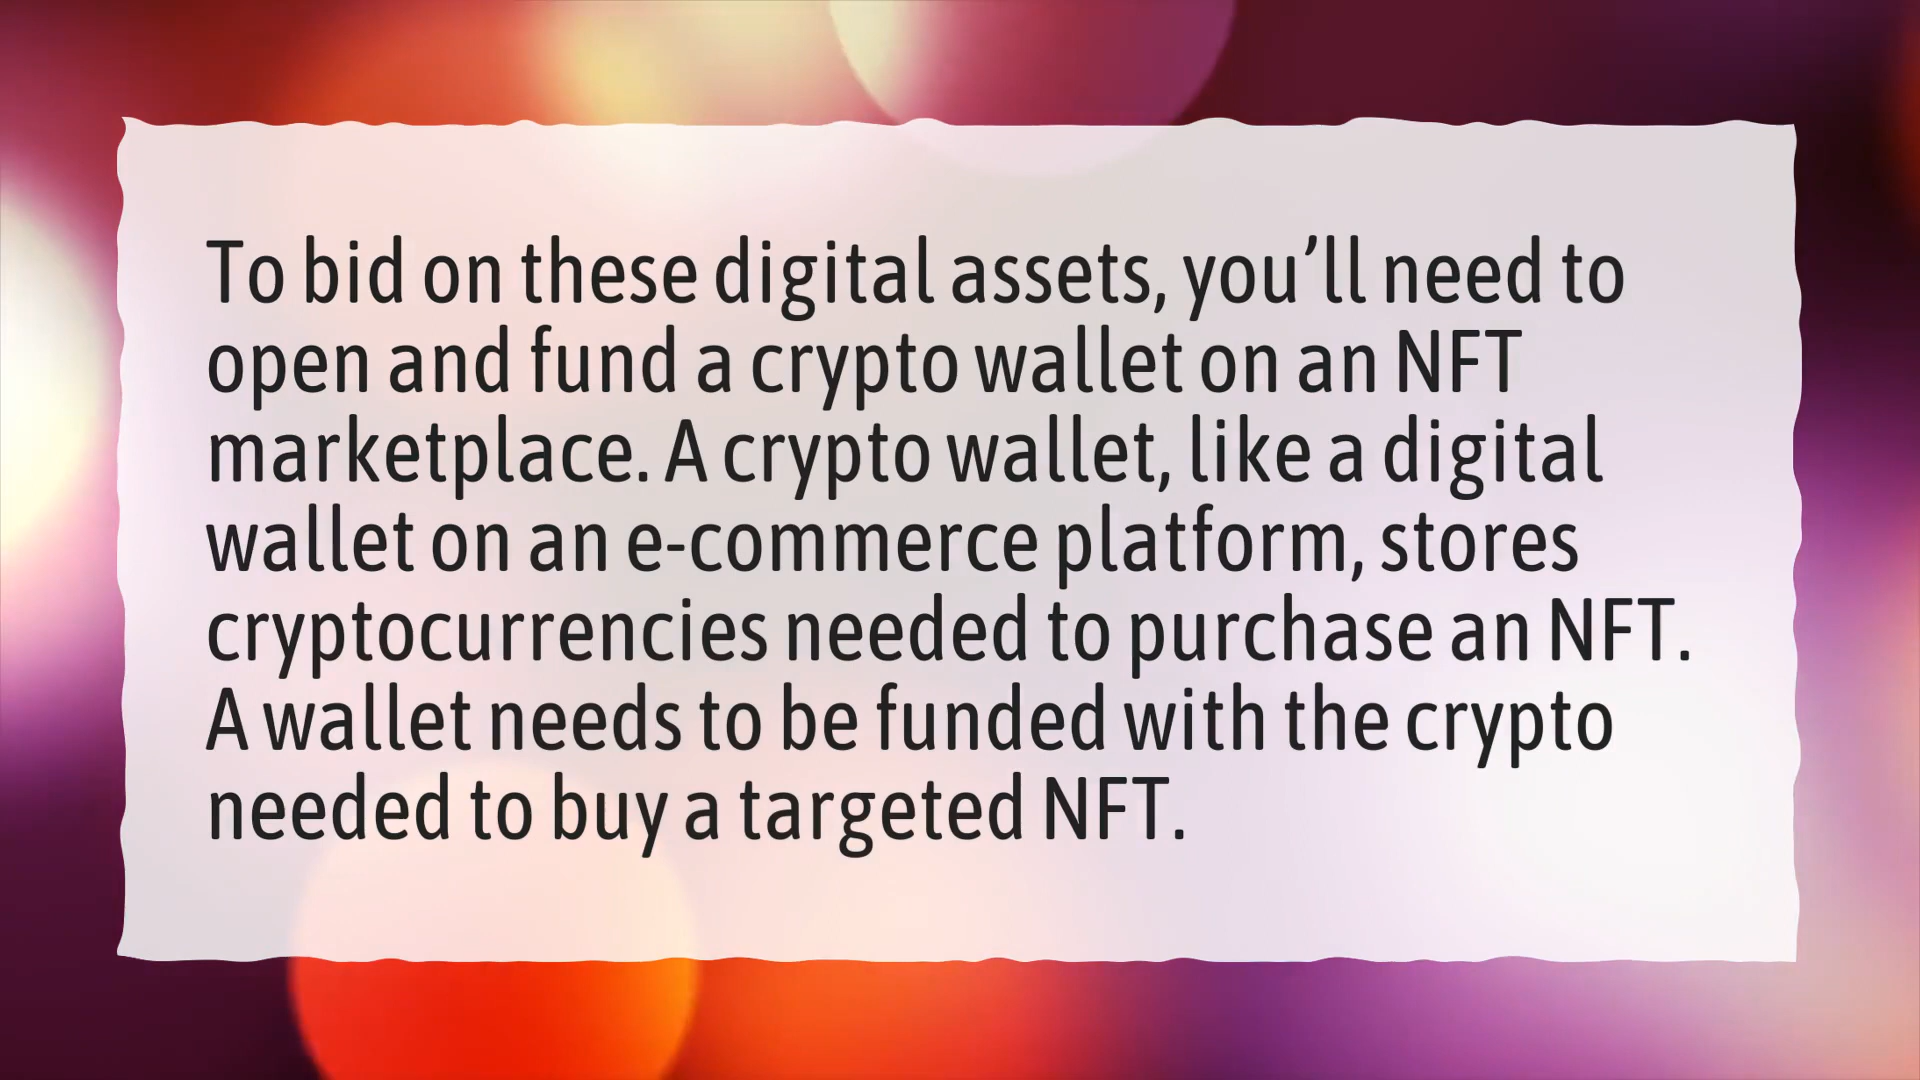 To bid on these digital assets, you’ll need to
open and fund a crypto wallet on an NFT
marketplace. A crypto wallet, like a digital
wallet on an e-commerce platform, stores
cryptocurrencies needed to purchase an NFT.
A wallet needs to be funded with the crypto
needed to buy a targeted NFT.